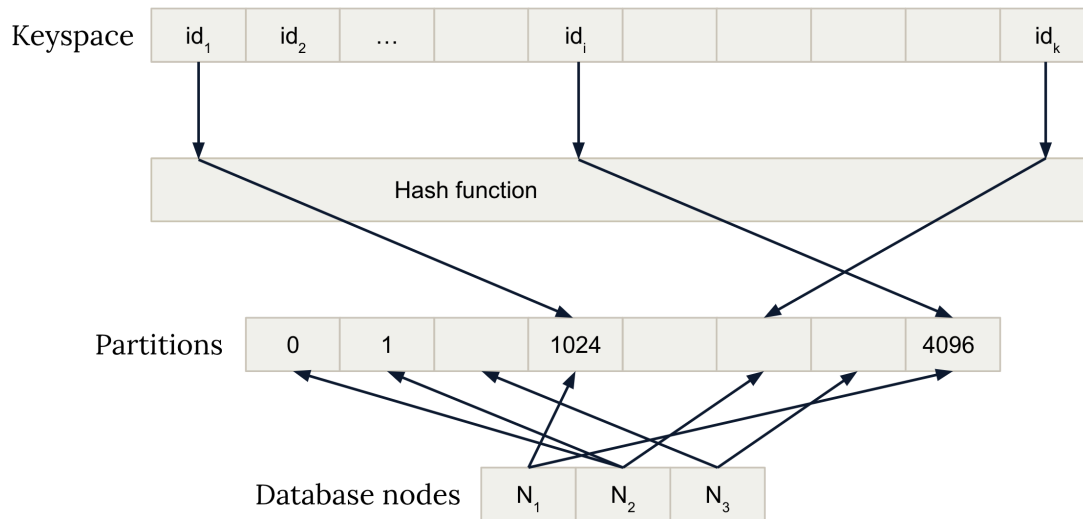 Keyspace id₁ id₂ … idᵢ idₖ
Hash function
Partitions 0 1 1024 4096
Database nodes N₁ N₂ N₃